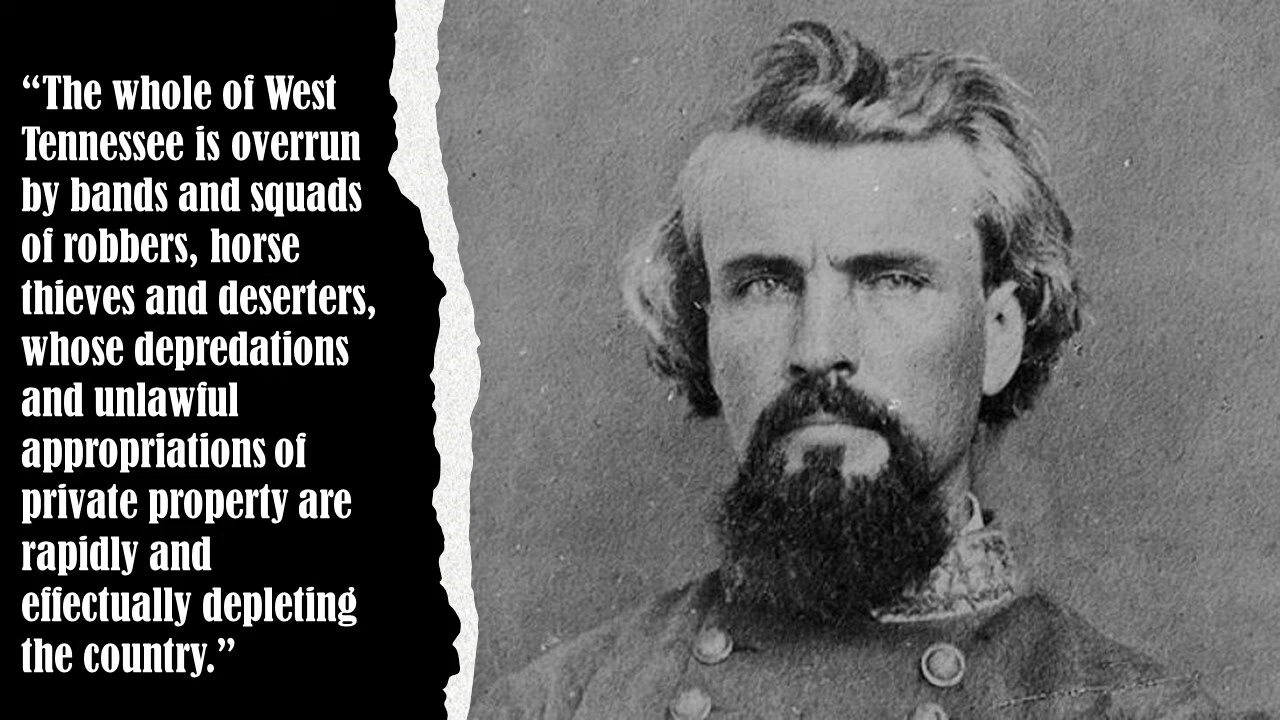 “The whole of West
Tennessee is overrun
by bands and squads
of robbers, horse
thieves and deserters,
whose depredations
and unlawful
appropriations of
private property are
rapidly and
effectually depleting
the country.”